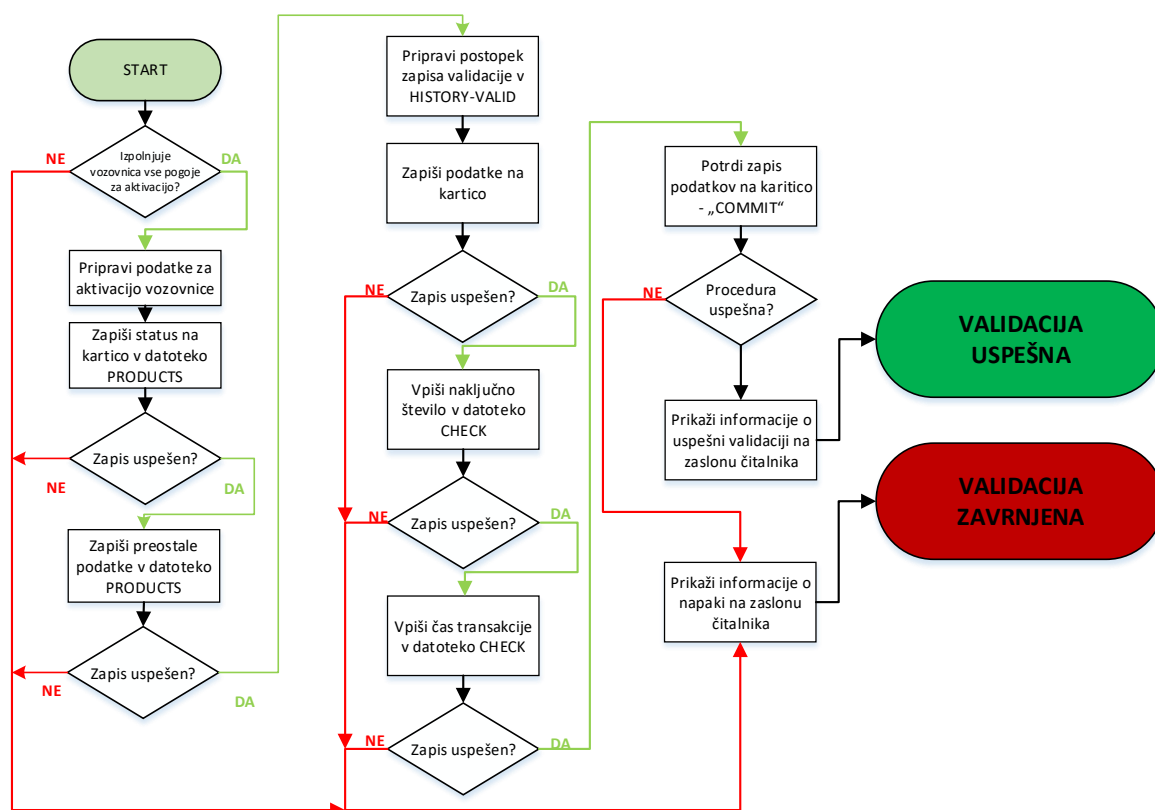 START
Izpolnjuje
vozovnica vse pogoje
za aktivacijo?
NE
DA
Pripravi podatke za
aktivacijo vozovnice
Zapiši status na
kartico v datoteko
PRODUCTS
Zapis uspešen?
NE
DA
Zapiši preostale
podatke v datoteko
PRODUCTS
Zapis uspešen?
NE
DA
Pripravi postopek
zapisa validacije v
HISTORY-VALID
Zapiši podatke na
kartico
Zapis uspešen?
NE
DA
Vpiši naključno
število v datoteko
CHECK
Zapis uspešen?
NE
DA
Vpiši čas transakcije
v datoteko CHECK
Zapis uspešen?
NE
DA
Potrdi zapis
podatkov na karitico
- „COMMIT“
Procedura
uspešna?
NE
Prikaži informacije o
uspešni validaciji na
zaslonu čitalnika
Prikaži informacije o
napaki na zaslonu
čitalnika
VALIDACIJA
USPEŠNA
VALIDACIJA
ZAVRNJENA